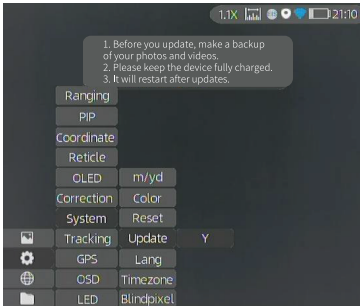 1.1X 21:10
1. Before you update, make a backup
of your photos and videos.
2. Please keep the device fully charged.
3. It will restart after updates.
Ranging
PIP
Coordinate
Reticle
OLED m/yd
Correction Color
System Reset
Tracking Update Y
GPS Lang
OSD Timezone
LED Blindpixel